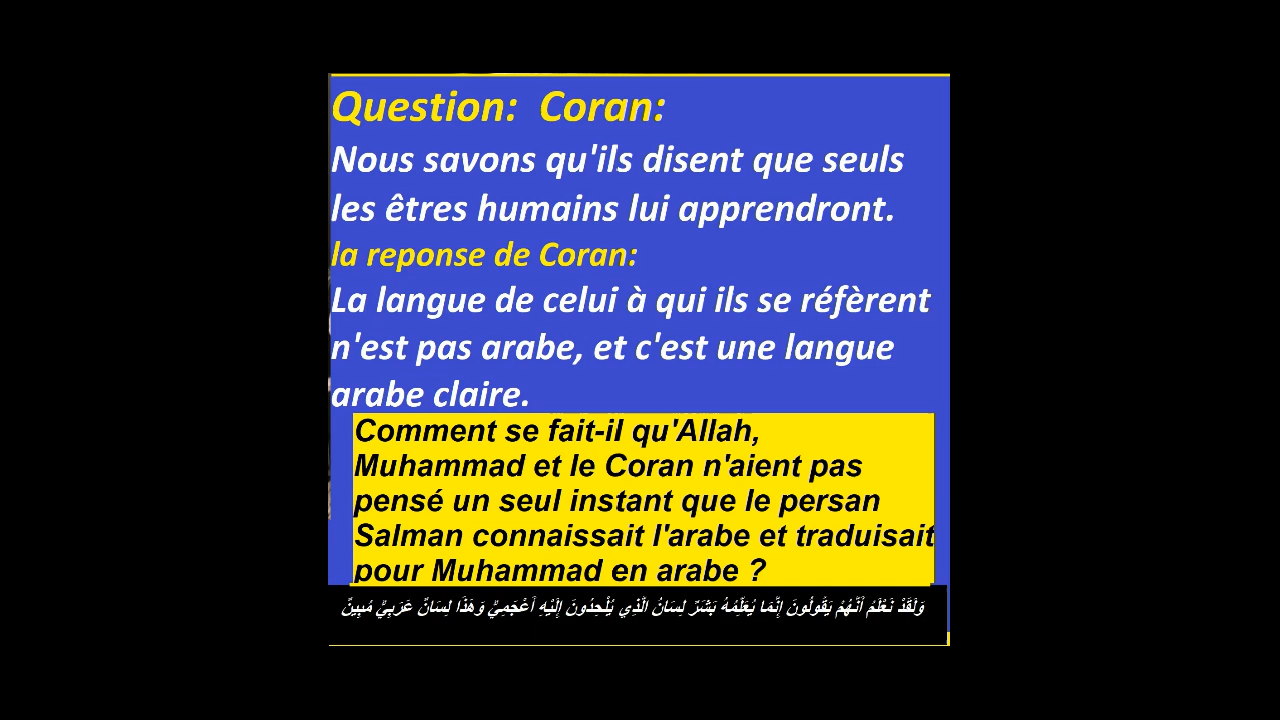 Question: Coran:
Nous savons qu'ils disent que seuls
les êtres humains lui apprendront.
la reponse de Coran:
La langue de celui à qui ils se réfèrent
n'est pas arabe, et c'est une langue
arabe claire.
Comment se fait-il qu'Allah,
Muhammad et le Coran n'aient pas
pensé un seul instant que le persan
Salman connaissait l'arabe et traduisait
pour Muhammad en arabe ?
وَلَقَدْ نَعْلَمُ أَنَّهُمْ يَقُولُونَ إِنَّمَا يُعَلِّمُهُ بَشَرٌ لِسَانُ الَّذِي يُلْحِدُونَ إِلَيْهِ أَعْجَمِيٌّ وَهَذَا لِسَانٌ عَرَبِيٌّ مُبِينٌ